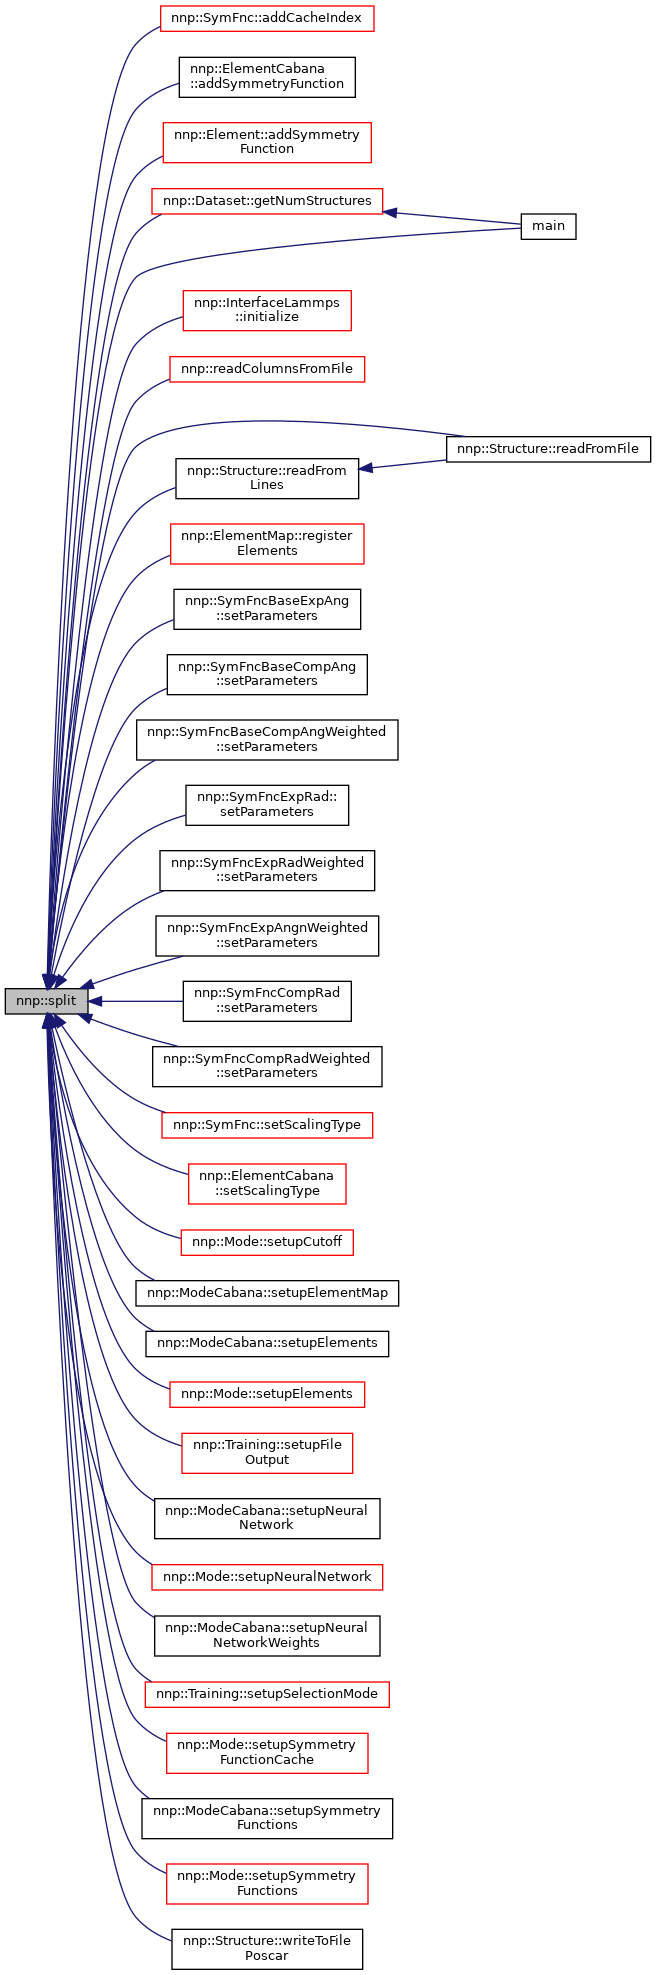 nnp::SymFnc::addCacheIndex
nnp::ElementCabana
::addSymmetryFunction
nnp::Element::addSymmetry
Function
nnp::Dataset::getNumStructures
main
nnp::InterfaceLammps
::initialize
nnp::readColumnsFromFile
nnp::Structure::readFromFile
nnp::Structure::readFrom
Lines
nnp::ElementMap::register
Elements
nnp::SymFncBaseExpAng
::setParameters
nnp::SymFncBaseCompAng
::setParameters
nnp::SymFncBaseCompAngWeighted
::setParameters
nnp::SymFncExpRad::
setParameters
nnp::SymFncExpRadWeighted
::setParameters
nnp::SymFncExpAngnWeighted
::setParameters
nnp::split
nnp::SymFncCompRad
::setParameters
nnp::SymFncCompRadWeighted
::setParameters
nnp::SymFnc::setScalingType
nnp::ElementCabana
::setScalingType
nnp::Mode::setupCutoff
nnp::ModeCabana::setupElementMap
nnp::ModeCabana::setupElements
nnp::Mode::setupElements
nnp::Training::setupFile
Output
nnp::ModeCabana::setupNeural
Network
nnp::Mode::setupNeuralNetwork
nnp::ModeCabana::setupNeural
NetworkWeights
nnp::Training::setupSelectionMode
nnp::Mode::setupSymmetry
FunctionCache
nnp::ModeCabana::setupSymmetry
Functions
nnp::Mode::setupSymmetry
Functions
nnp::Structure::writeToFile
Poscar